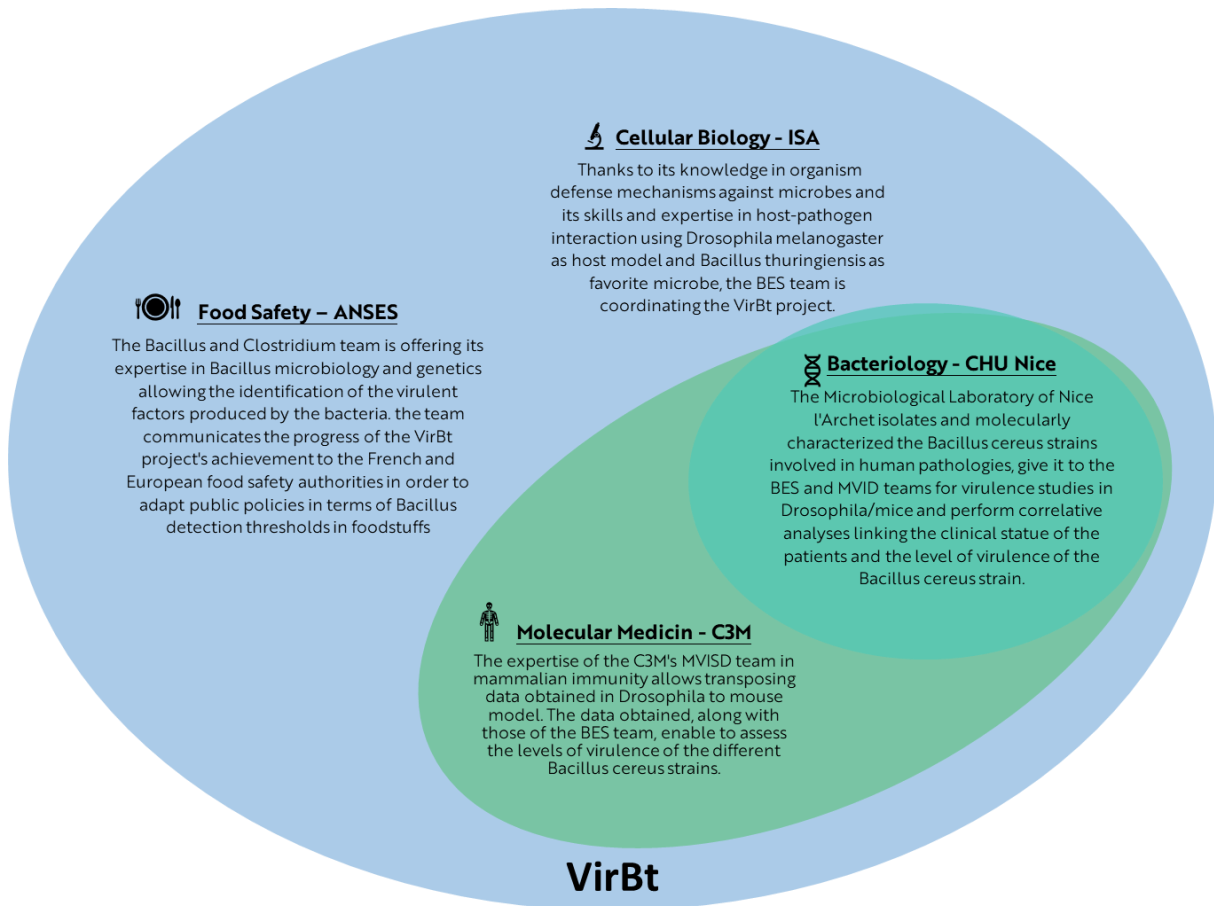 Cellular Biology - ISA
Thanks to its knowledge in organism
defense mechanisms against microbes and
its skills and expertise in host-pathogen
interaction using Drosophila melanogaster
as host model and Bacillus thuringiensis as
favorite microbe, the BES team is
coordinating the VirBt project.
Food Safety – ANSES
The Bacillus and Clostridium team is offering its
expertise in Bacillus microbiology and genetics
allowing the identification of the virulent
factors produced by the bacteria. the team
communicates the progress of the VirBt
project's achievement to the French and
European food safety authorities in order to
adapt public policies in terms of Bacillus
detection thresholds in foodstuffs
Bacteriology - CHU Nice
The Microbiological Laboratory of Nice
l'Archet isolates and molecularly
characterized the Bacillus cereus strains
involved in human pathologies, give it to the
BES and MVID teams for virulence studies in
Drosophila/mice and perform correlative
analyses linking the clinical statue of the
patients and the level of virulence of the
Bacillus cereus strain.
Molecular Medicin - C3M
The expertise of the C3M's MVISD team in
mammalian immunity allows transposing
data obtained in Drosophila to mouse
model. The data obtained, along with
those of the BES team, enable to assess
the levels of virulence of the different
Bacillus cereus strains.
VirBt